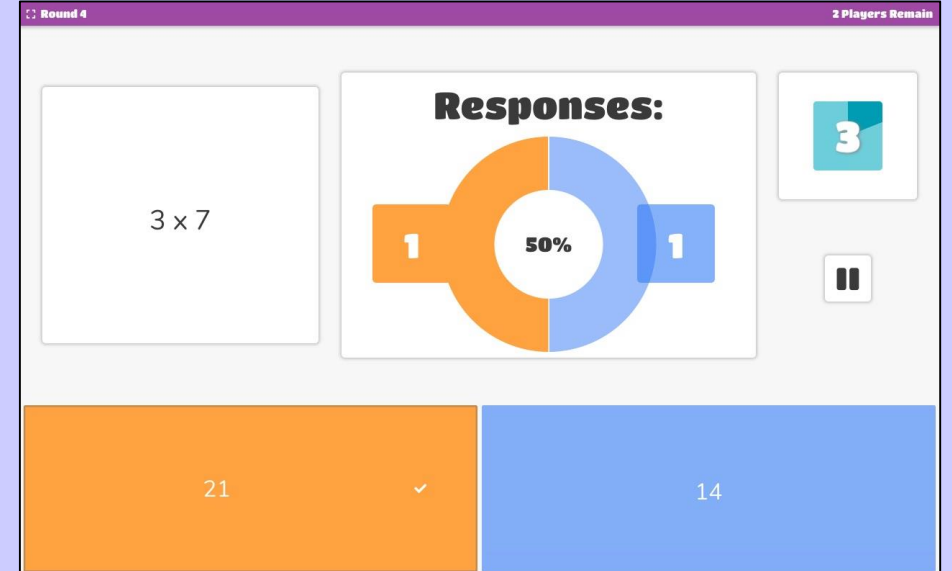 Round 4
2 Players Remain
Responses:
3
3 x 7
1
50%
1
21
14